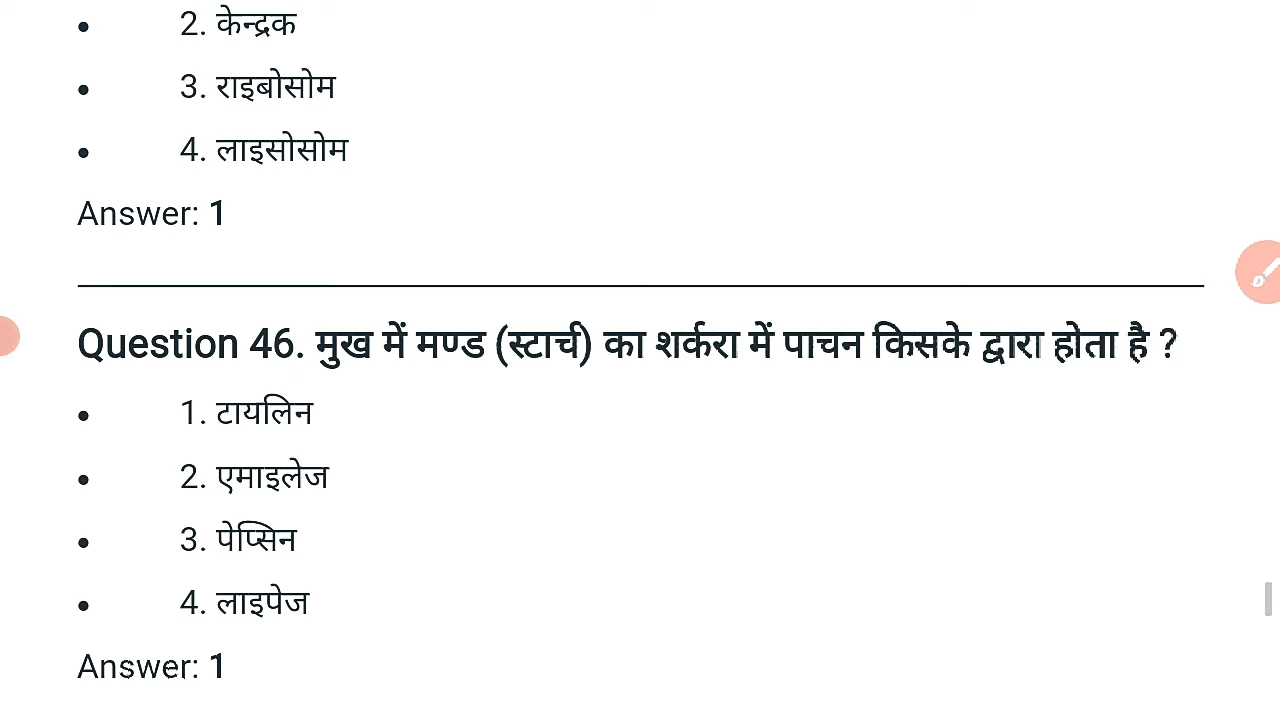 2. केन्द्रक
3. राइबोसोम
4. लाइसोसोम
Answer: 1
Question 46. मुख में मण्ड (स्टार्च) का शर्करा में पाचन किसके द्वारा होता है ?
1. टायलिन
2. एमाइलेज
3. पेप्सिन
4. लाइपेज
Answer: 1